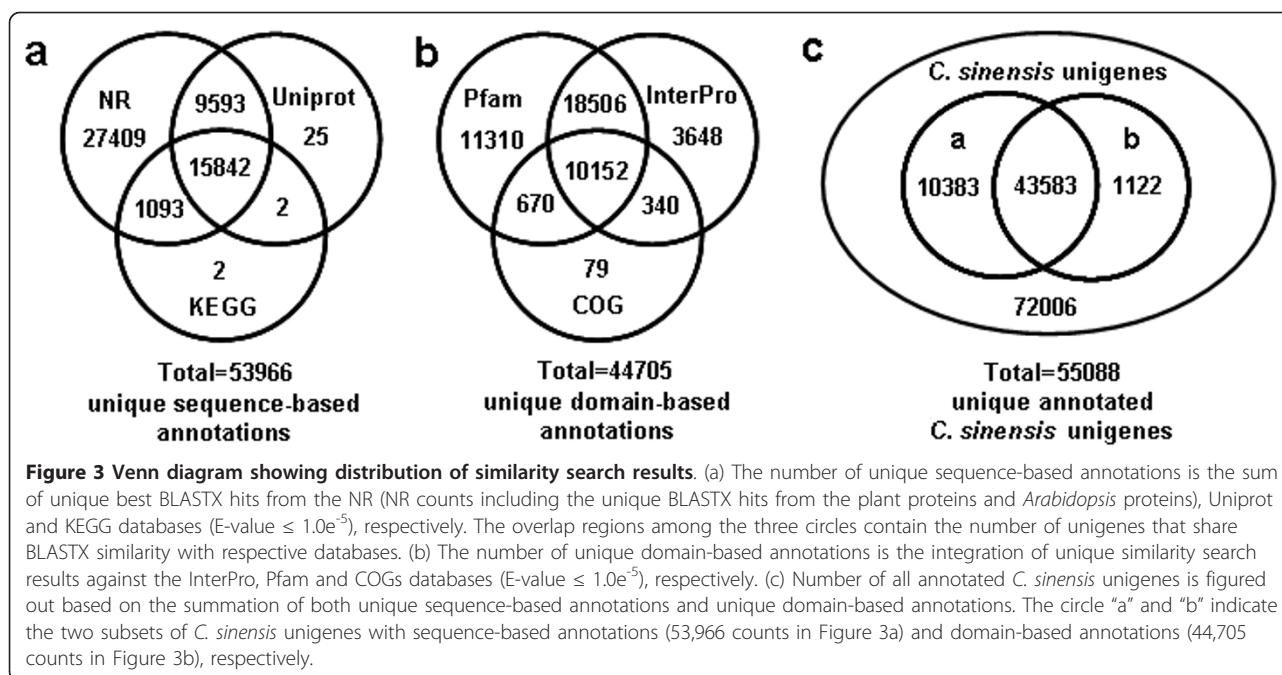 a
NR
27409
9593
Uniprot
25
15842
1093
2
2
KEGG
Total=53966
unique sequence-based
annotations
b
Pfam
11310
18506
InterPro
3648
10152
670
340
79
COG
Total=44705
unique domain-based
annotations
c
C. sinensis unigenes
a
b
10383
43583
1122
72006
Total=55088
unique annotated
C. sinensis unigenes
Figure 3 Venn diagram showing distribution of similarity search results. (a) The number of unique sequence-based annotations is the sum
of unique best BLASTX hits from the NR (NR counts including the unique BLASTX hits from the plant proteins and Arabidopsis proteins), Uniprot
and KEGG databases (E-value ≤ 1.0e⁻⁵), respectively. The overlap regions among the three circles contain the number of unigenes that share
BLASTX similarity with respective databases. (b) The number of unique domain-based annotations is the integration of unique similarity search
results against the InterPro, Pfam and COGs databases (E-value ≤ 1.0e⁻⁵), respectively. (c) Number of all annotated C. sinensis unigenes is figured
out based on the summation of both unique sequence-based annotations and unique domain-based annotations. The circle “a” and “b” indicate
the two subsets of C. sinensis unigenes with sequence-based annotations (53,966 counts in Figure 3a) and domain-based annotations (44,705
counts in Figure 3b), respectively.